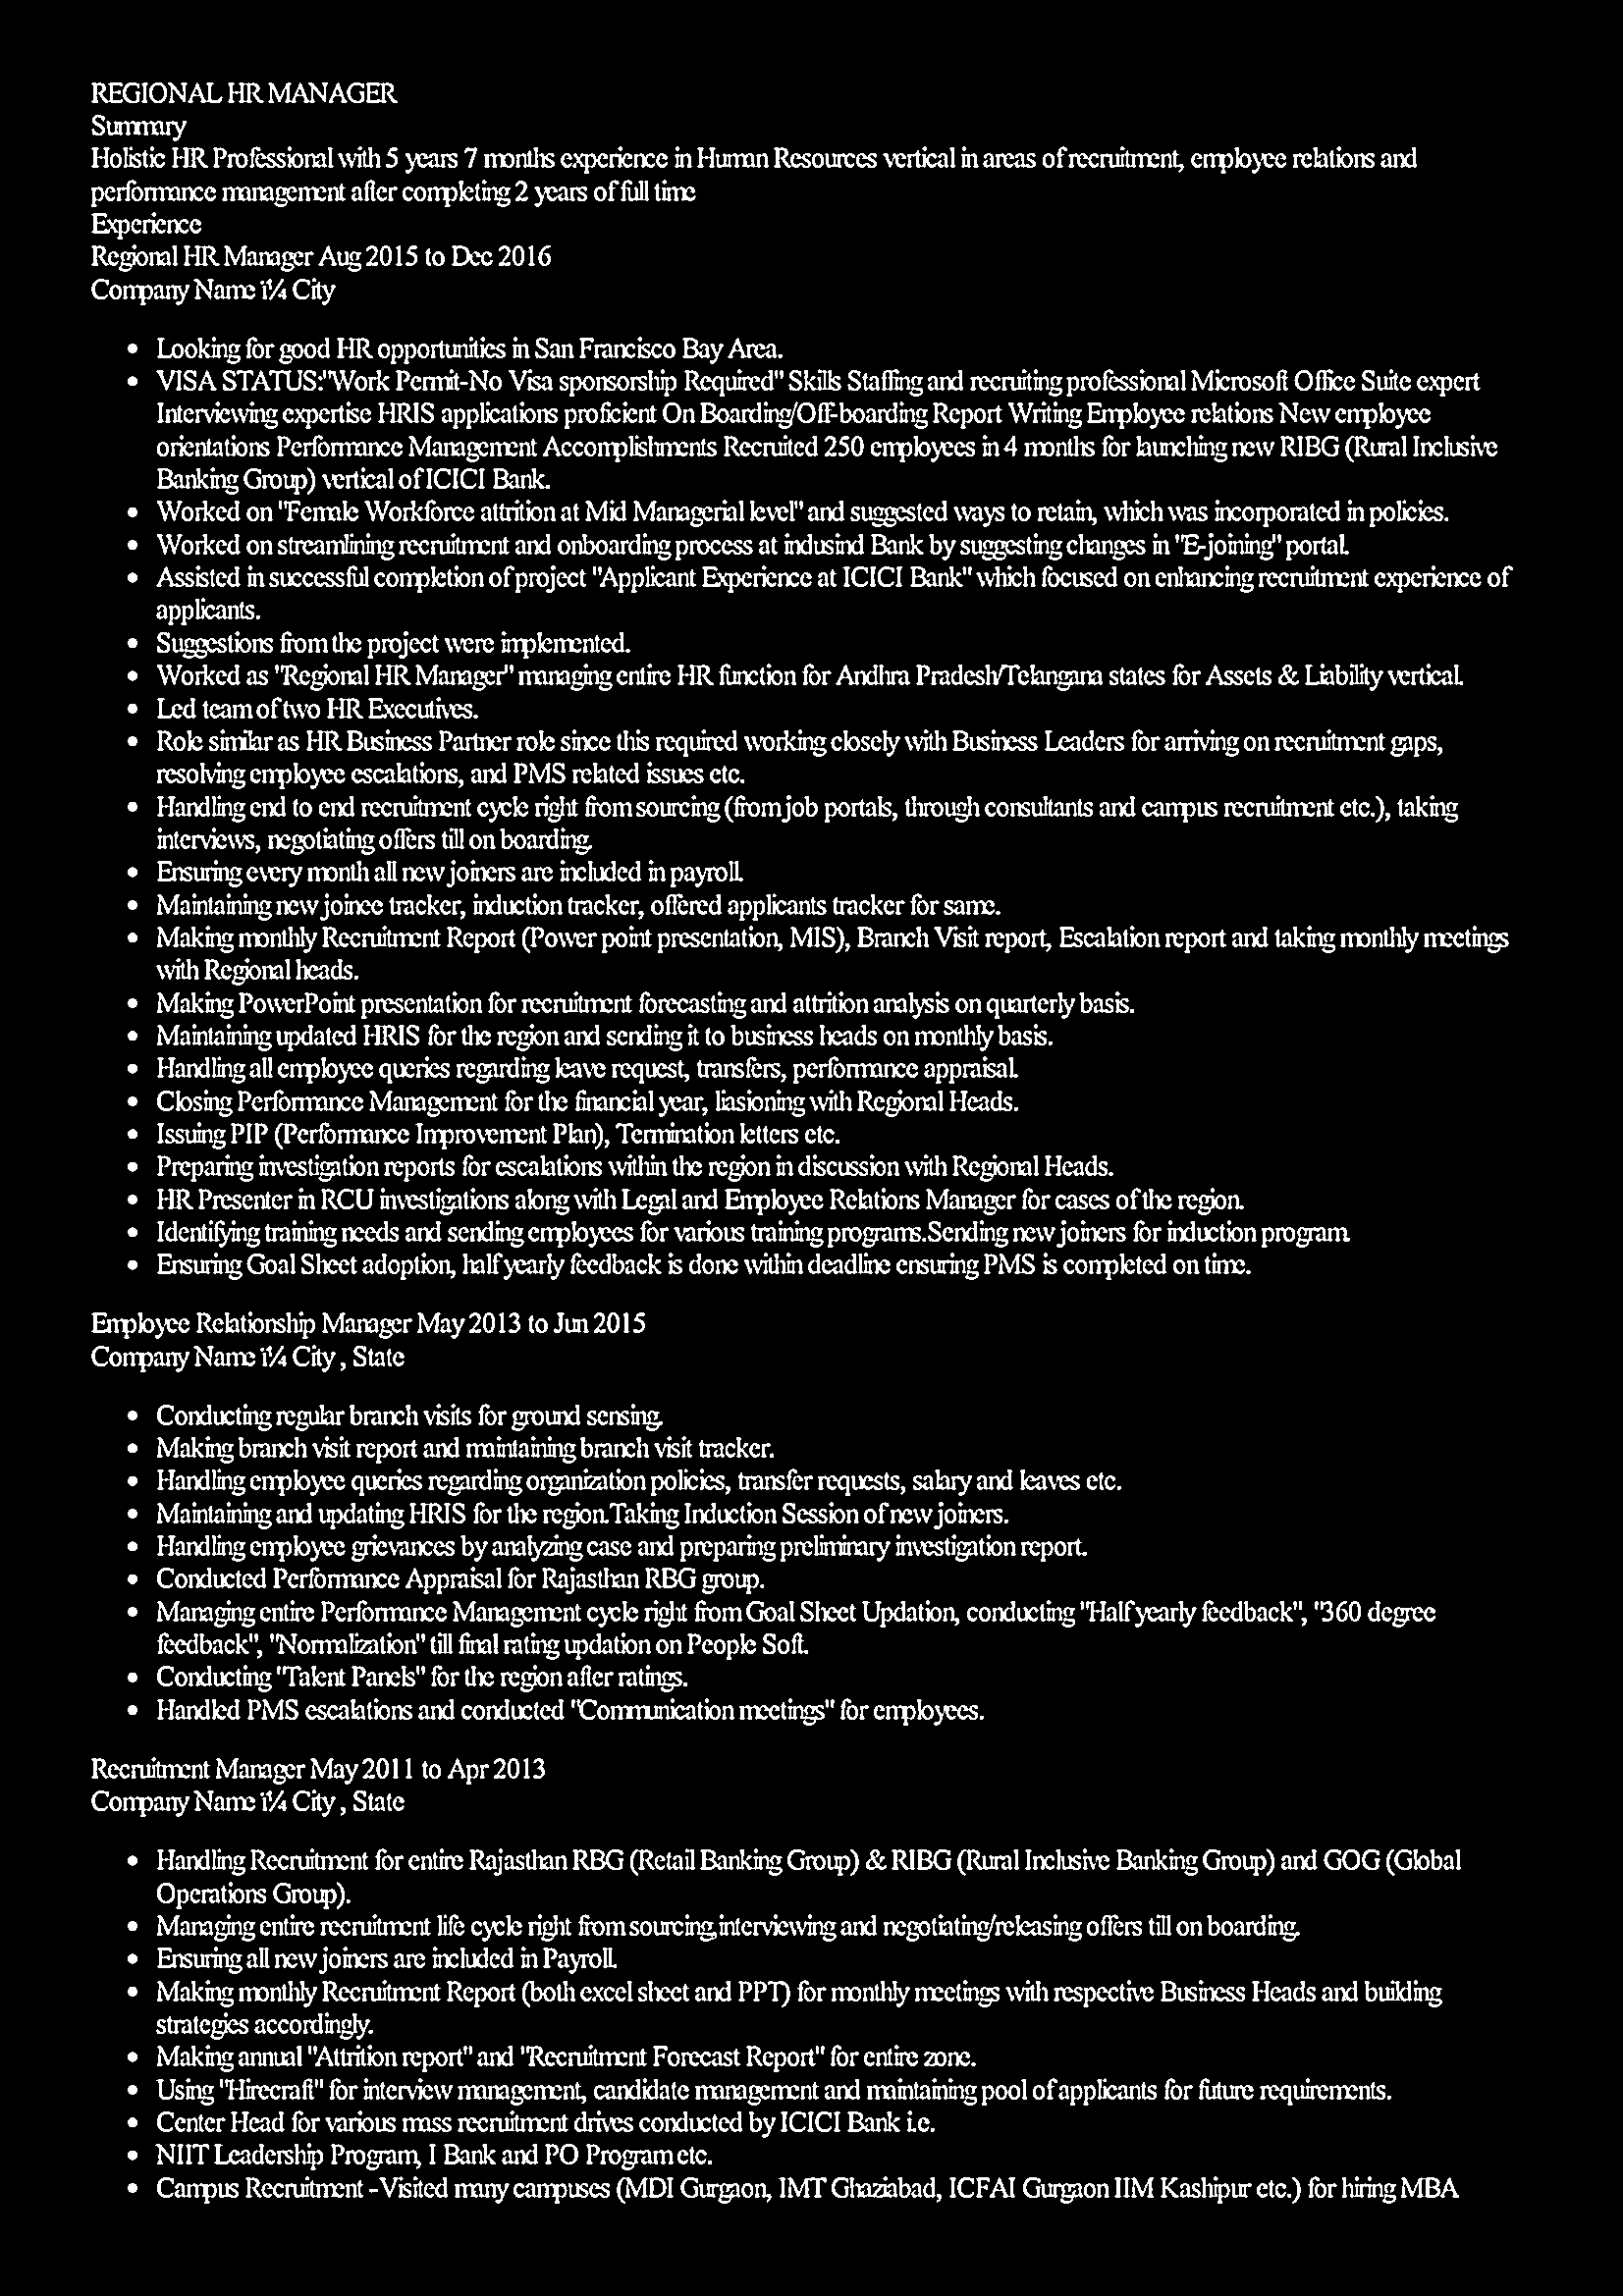 REGIONAL HR MANAGER
Summary
Holistic HR Professional with 5 years 7 months experience in Human Resources vertical in areas of recruitment, employee relations and
performance management after completing 2 years of full time
Experience
Regional HR Manager Aug 2015 to Dec 2016
Company Name ï¼ City
• Looking for good HR opportunities in San Francisco Bay Area.
• VISA STATUS:"Work Permit-No Visa sponsorship Required" Skills Staffing and recruiting professional Microsoft Office Suite expert
Interviewing expertise HRIS applications proficient On Boarding/Off-boarding Report Writing Employee relations New employee
orientations Performance Management Accomplishments Recruited 250 employees in 4 months for launching new RIBG (Rural Inclusive
Banking Group) vertical of ICICI Bank.
• Worked on "Female Workforce attrition at Mid Managerial level" and suggested ways to retain, which was incorporated in policies.
• Worked on streamlining recruitment and onboarding process at indusind Bank by suggesting changes in "E-joining" portal.
• Assisted in successful completion of project "Applicant Experience at ICICI Bank" which focused on enhancing recruitment experience of
applicants.
• Suggestions from the project were implemented.
• Worked as "Regional HR Manager" managing entire HR function for Andhra Pradesh/Telangana states for Assets & Liability vertical.
• Led team of two HR Executives.
• Role similar as HR Business Partner role since this required working closely with Business Leaders for arriving on recruitment gaps,
resolving employee escalations, and PMS related issues etc.
• Handling end to end recruitment cycle right from sourcing (from job portals, through consultants and campus recruitment etc.), taking
interviews, negotiating offers till on boarding.
• Ensuring every month all new joiners are included in payroll.
• Maintaining new joinee tracker, induction tracker, offered applicants tracker for same.
• Making monthly Recruitment Report (Power point presentation, MIS), Branch Visit report, Escalation report and taking monthly meetings
with Regional heads.
• Making PowerPoint presentation for recruitment forecasting and attrition analysis on quarterly basis.
• Maintaining updated HRIS for the region and sending it to business heads on monthly basis.
• Handling all employee queries regarding leave request, transfers, performance appraisal.
• Closing Performance Management for the financial year, liasioning with Regional Heads.
• Issuing PIP (Performance Improvement Plan), Termination letters etc.
• Preparing investigation reports for escalations within the region in discussion with Regional Heads.
• HR Presenter in RCU investigations along with Legal and Employee Relations Manager for cases of the region.
• Identifying training needs and sending employees for various training programs.Sending new joiners for induction program.
• Ensuring Goal Sheet adoption, half yearly feedback is done within deadline ensuring PMS is completed on time.
Employee Relationship Manager May 2013 to Jun 2015
Company Name ï¼ City , State
• Conducting regular branch visits for ground sensing.
• Making branch visit report and maintaining branch visit tracker.
• Handling employee queries regarding organization policies, transfer requests, salary and leaves etc.
• Maintaining and updating HRIS for the region.Taking Induction Session of new joiners.
• Handling employee grievances by analyzing case and preparing preliminary investigation report.
• Conducted Performance Appraisal for Rajasthan RBG group.
• Managing entire Performance Management cycle right from Goal Sheet Updation, conducting "Half yearly feedback", "360 degree
feedback", "Normalization" till final rating updation on People Soft.
• Conducting "Talent Panels" for the region after ratings.
• Handled PMS escalations and conducted "Communication meetings" for employees.
Recruitment Manager May 2011 to Apr 2013
Company Name ï¼ City , State
• Handling Recruitment for entire Rajasthan RBG (Retail Banking Group) & RIBG (Rural Inclusive Banking Group) and GOG (Global
Operations Group).
• Managing entire recruitment life cycle right from sourcing,interviewing and negotiating/releasing offers till on boarding.
• Ensuring all new joiners are included in Payroll.
• Making monthly Recruitment Report (both excel sheet and PPT) for monthly meetings with respective Business Heads and building
strategies accordingly.
• Making annual "Attrition report" and "Recruitment Forecast Report" for entire zone.
• Using "Hirecraft" for interview management, candidate management and maintaining pool of applicants for future requirements.
• Center Head for various mass recruitment drives conducted by ICICI Bank i.e.
• NIIT Leadership Program, I Bank and PO Program etc.
• Campus Recruitment -Visited many campuses (MDI Gurgaon, IMT Ghaziabad, ICFAI Gurgaon IIM Kashipur etc.) for hiring MBA